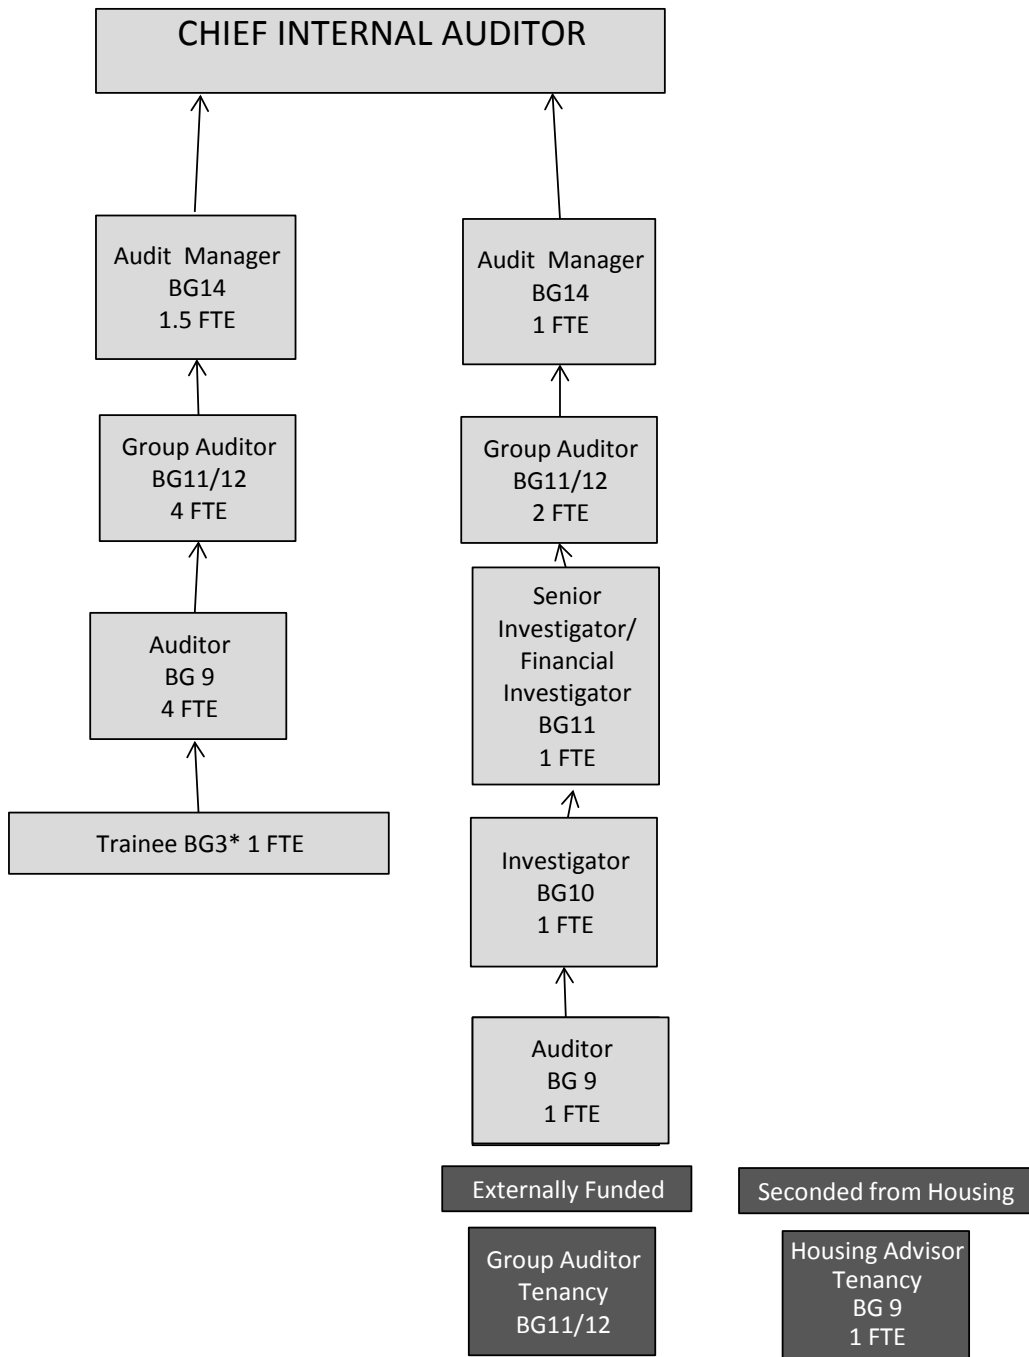 CHIEF INTERNAL AUDITOR
Audit Manager
BG14
1.5 FTE
Group Auditor
BG11/12
4 FTE
Auditor
BG 9
4 FTE
Trainee BG3* 1 FTE
Audit Manager
BG14
1 FTE
Group Auditor
BG11/12
2 FTE
Senior
Investigator/
Financial
Investigator
BG11
1 FTE
Investigator
BG10
1 FTE
Auditor
BG 9
1 FTE
Externally Funded
Group Auditor
Tenancy
BG11/12
Seconded from Housing
Housing Advisor
Tenancy
BG 9
1 FTE